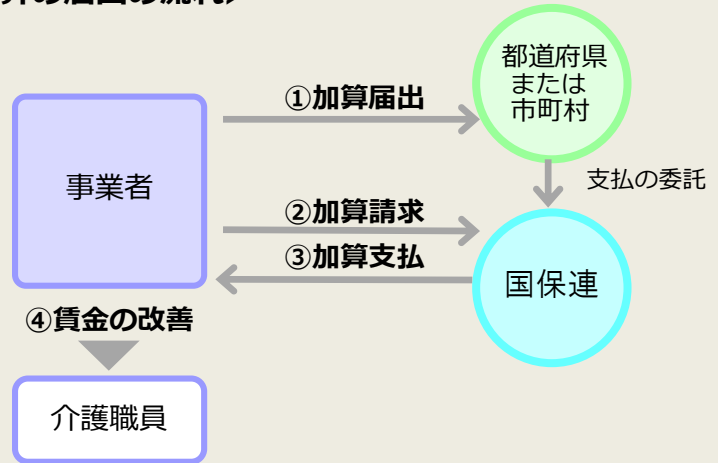 ①加算届出
都道府県
または
市町村
事業者
支払の委託
②加算請求
③加算支払
国保連
④賃金の改善
介護職員